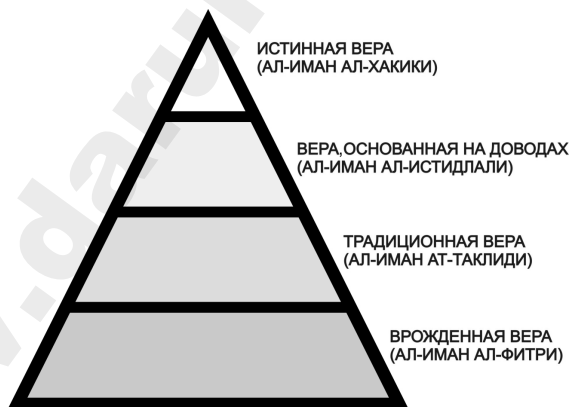 ИСТИННАЯ ВЕРА
(АЛ-ИМАН АЛ-ХАКИКИ)
ВЕРА, ОСНОВАННАЯ НА ДОВОДАХ
(АЛ-ИМАН АЛ-ИСТИДЛАЛИ)
ТРАДИЦИОННАЯ ВЕРА
(АЛ-ИМАН АТ-ТАКЛИДИ)
ВРОЖДЕННАЯ ВЕРА
(АЛ-ИМАН АЛ-ФИТРИ)